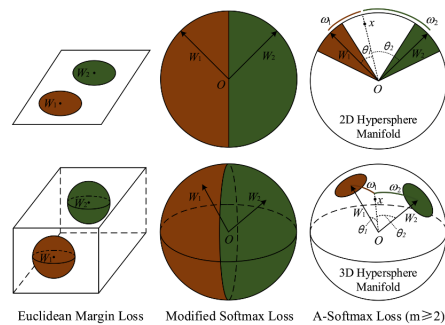 ω₁ x ω₂
W₂
W₁
W₁ W₂
O
W₁ θ₁ θ₂ W₂
O
2D Hypersphere
Manifold
W₂
W₁
W₁ W₂
O
ω₁ ω₂
x
W₁ W₂
θ₁ θ₂
O
3D Hypersphere
Manifold
Euclidean Margin Loss Modified Softmax Loss A-Softmax Loss (m≥2)